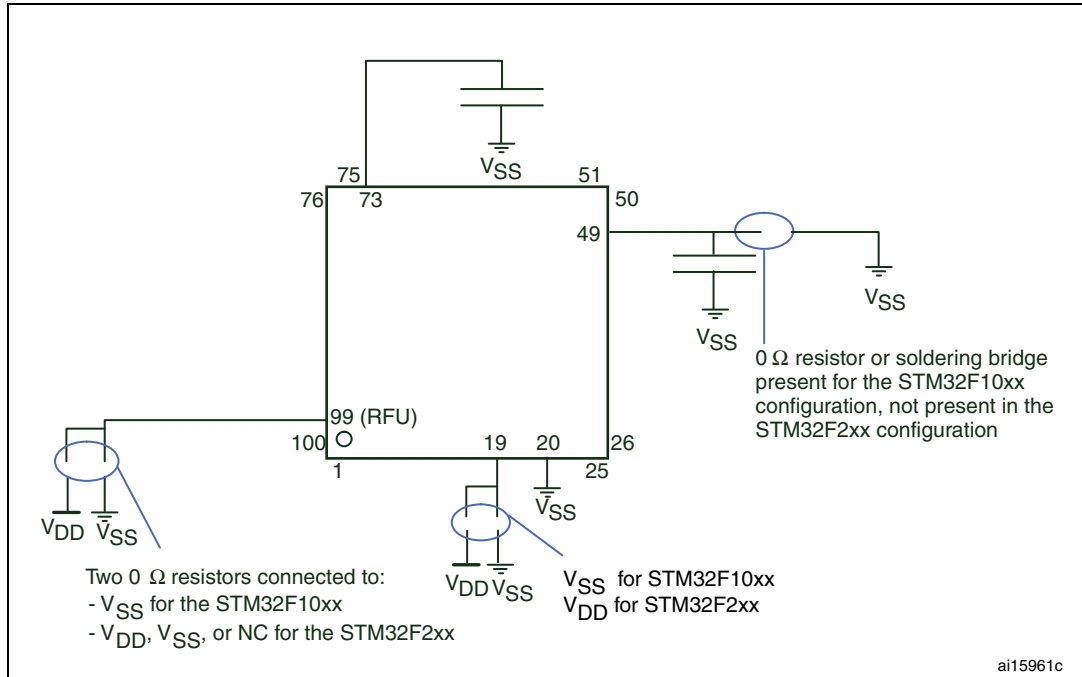 VSS
75
51
76
73
50
49
VSS
VSS
0 Ω resistor or soldering bridge
present for the STM32F10xx
configuration, not present in the
STM32F2xx configuration
99 (RFU)
100
19
20
26
1
25
VSS
VDD
VSS
VDD
VSS
VSS for STM32F10xx
VDD for STM32F2xx
Two 0 Ω resistors connected to:
- VSS for the STM32F10xx
- VDD, VSS, or NC for the STM32F2xx
ai15961c